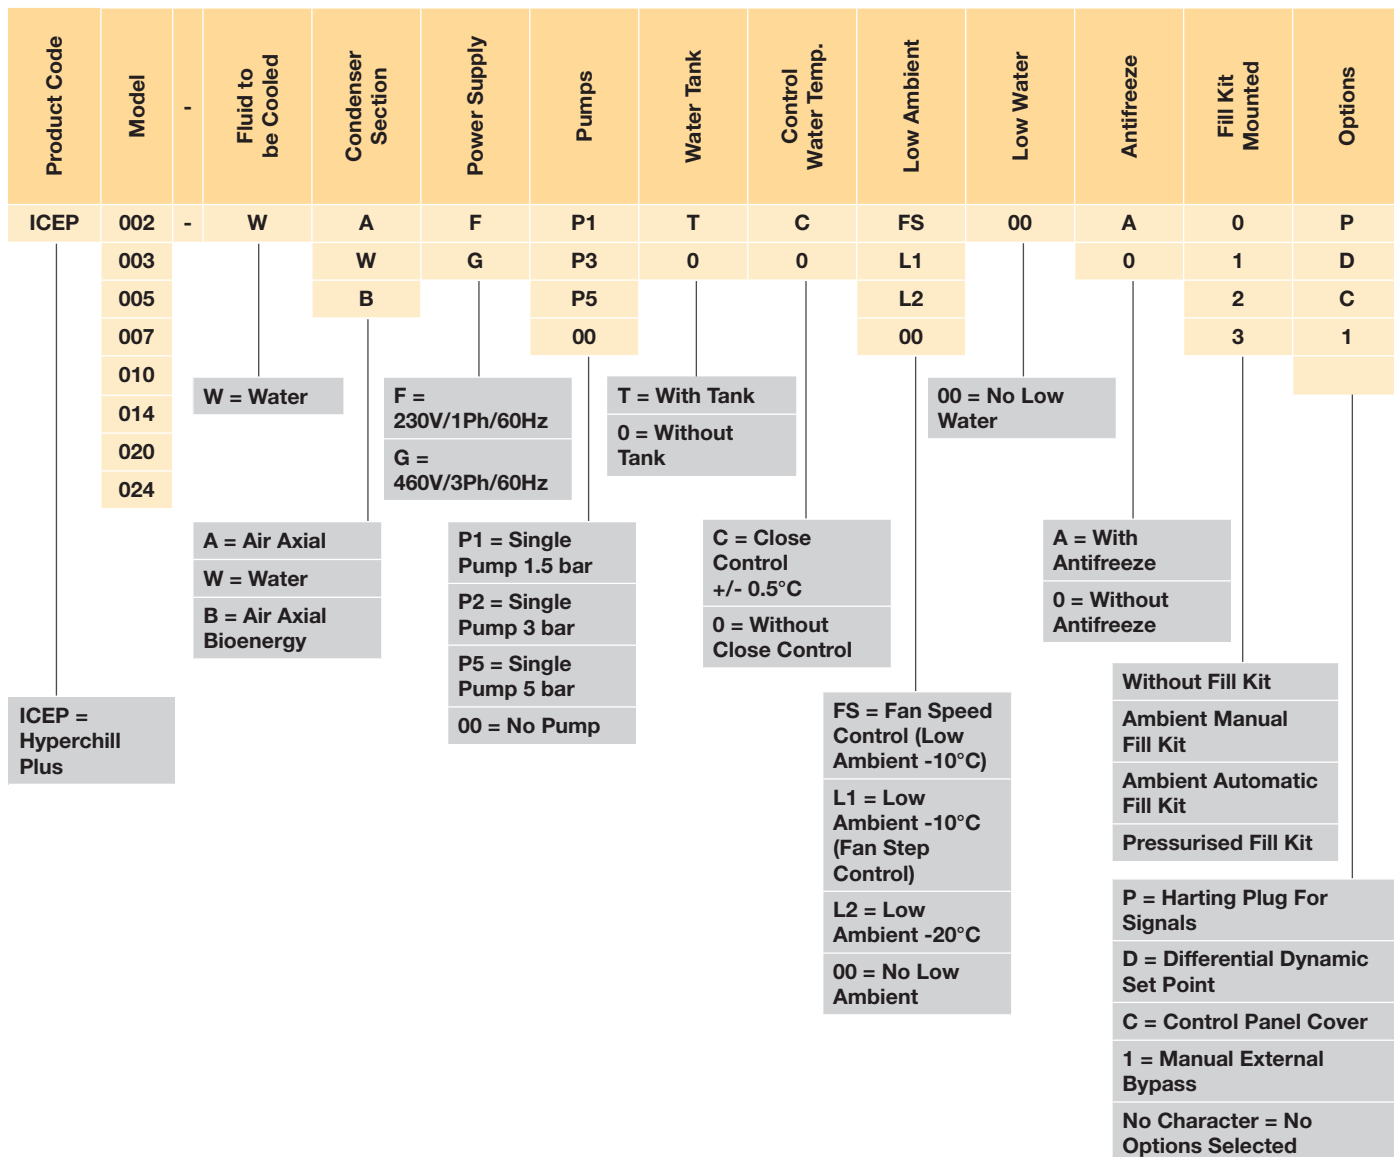 Product Code
Model
-
Fluid to
be Cooled
Condenser
Section
Power Supply
Pumps
Water Tank
Control
Water Temp.
Low Ambient
Low Water
Antifreeze
Fill Kit
Mounted
Options
ICEP 002 - W A F P1 T C FS 00 A 0 P
003 W G P3 0 0 L1 0 1 D
005 B P5 L2 2 C
007 00 00 3 1
010
014
020
024
W = Water
F =
230V/1Ph/60Hz
G =
460V/3Ph/60Hz
T = With Tank
0 = Without
Tank
00 = No Low
Water
A = Air Axial
W = Water
B = Air Axial
Bioenergy
P1 = Single
Pump 1.5 bar
P2 = Single
Pump 3 bar
P5 = Single
Pump 5 bar
00 = No Pump
C = Close
Control
+/- 0.5°C
0 = Without
Close Control
A = With
Antifreeze
0 = Without
Antifreeze
ICEP =
Hyperchill
Plus
FS = Fan Speed
Control (Low
Ambient -10°C)
L1 = Low
Ambient -10°C
(Fan Step
Control)
L2 = Low
Ambient -20°C
00 = No Low
Ambient
Without Fill Kit
Ambient Manual
Fill Kit
Ambient Automatic
Fill Kit
Pressurised Fill Kit
P = Harting Plug For
Signals
D = Differential Dynamic
Set Point
C = Control Panel Cover
1 = Manual External
Bypass
No Character = No
Options Selected